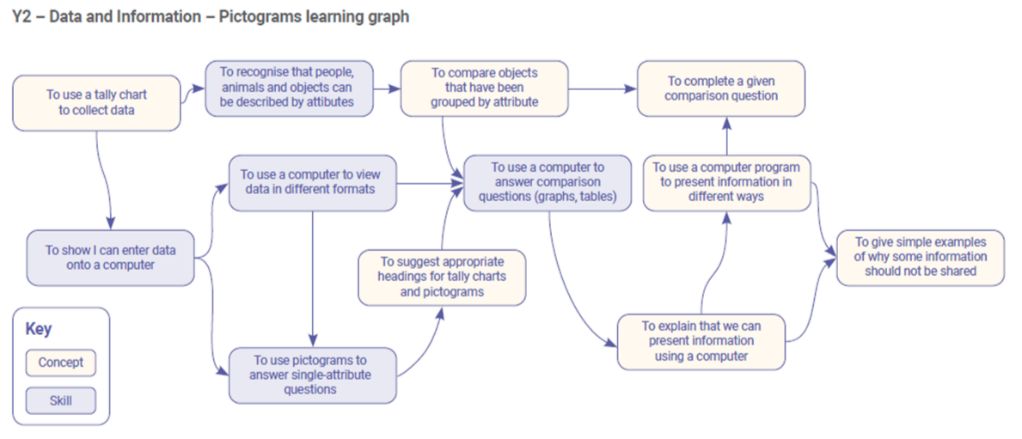 Y2 – Data and Information – Pictograms learning graph
To use a tally chart
to collect data
To recognise that people,
animals and objects can
be described by attibutes
To compare objects
that have been
grouped by attribute
To complete a given
comparison question
To use a computer to view
data in different formats
To use a computer to
answer comparison
questions (graphs, tables)
To use a computer program
to present information in
different ways
To show I can enter data
onto a computer
To suggest appropriate
headings for tally charts
and pictograms
To give simple examples
of why some information
should not be shared
To use pictograms to
answer single-attribute
questions
To explain that we can
present information
using a computer
Key
Concept
Skill